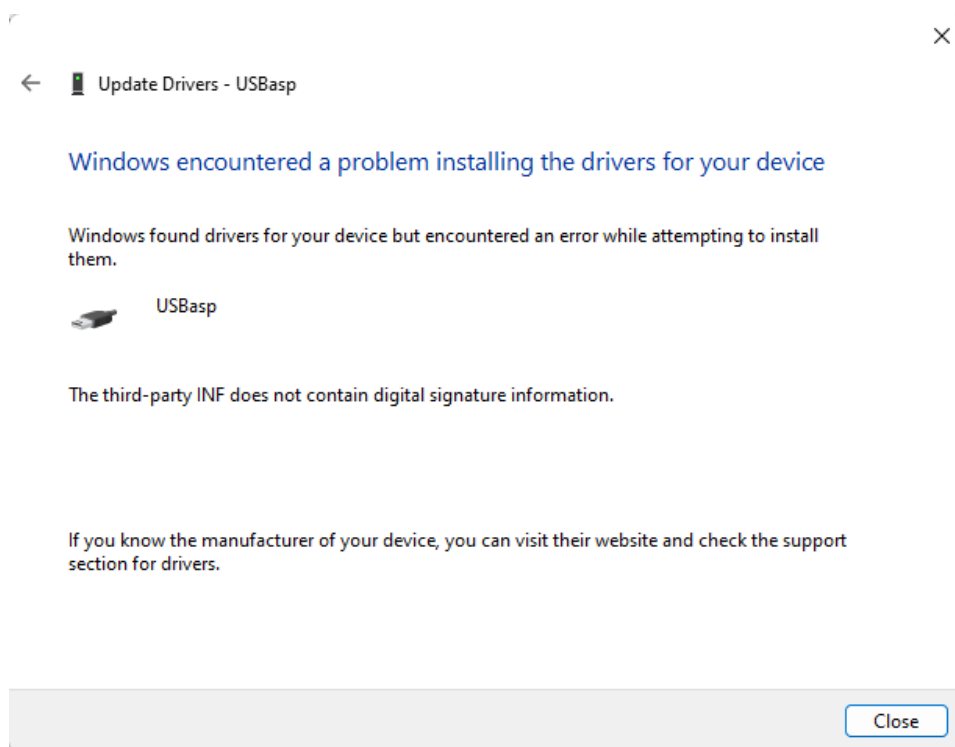 Update Drivers - USBasp
Windows encountered a problem installing the drivers for your device
Windows found drivers for your device but encountered an error while attempting to install
them.
USBasp
The third-party INF does not contain digital signature information.
If you know the manufacturer of your device, you can visit their website and check the support
section for drivers.
Close